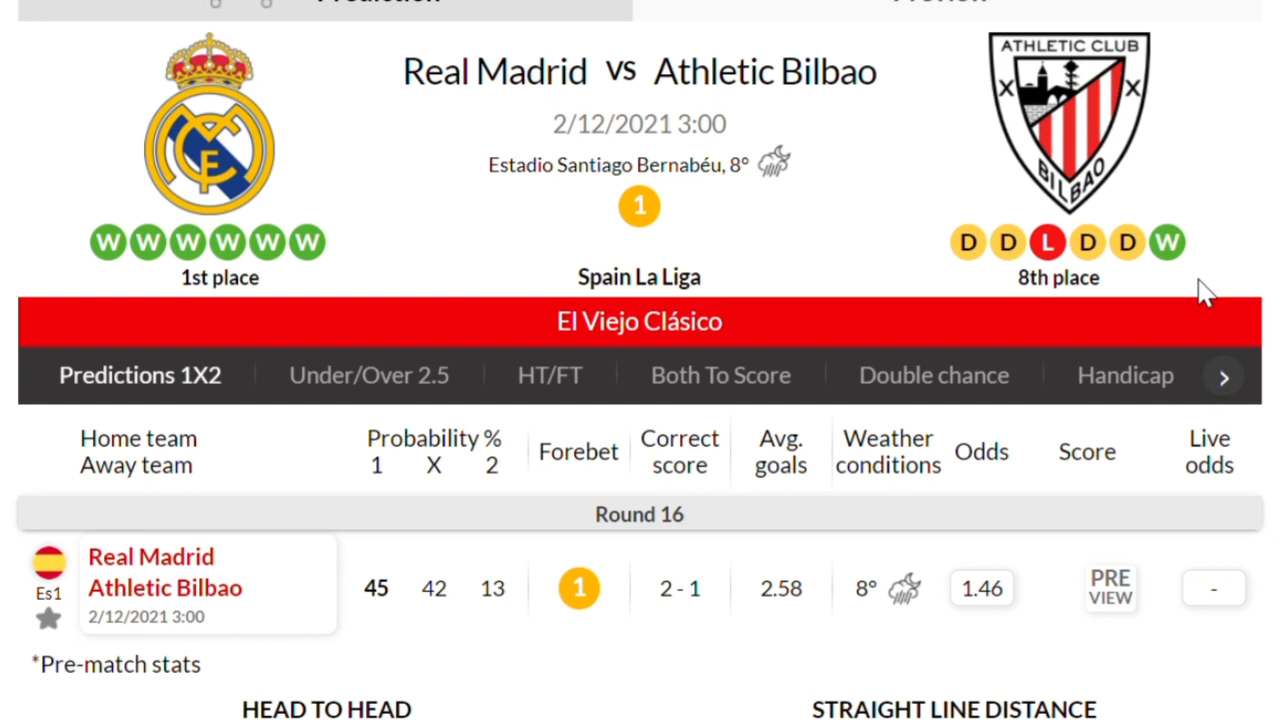 Prediction
Real Madrid VS Athletic Bilbao
ATHLETIC CLUB
BILBAO
2/12/2021 3:00
Estadio Santiago Bernabéu, 8°
1
W W W W W W
D D L D D W
1st place
Spain La Liga
8th place
El Viejo Clásico
Predictions 1X2 Under/Over 2.5 HT/FT Both To Score Double chance Handicap
Home team Probability % Correct Avg. Weather Live
Forebet Odds Score
Away team 1 X 2 score goals conditions odds
Round 16
Real Madrid
Athletic Bilbao
Es1
2/12/2021 3:00
45 42 13 1 2 - 1 2.58 8° 1.46 PRE VIEW -
*Pre-match stats
HEAD TO HEAD STRAIGHT LINE DISTANCE